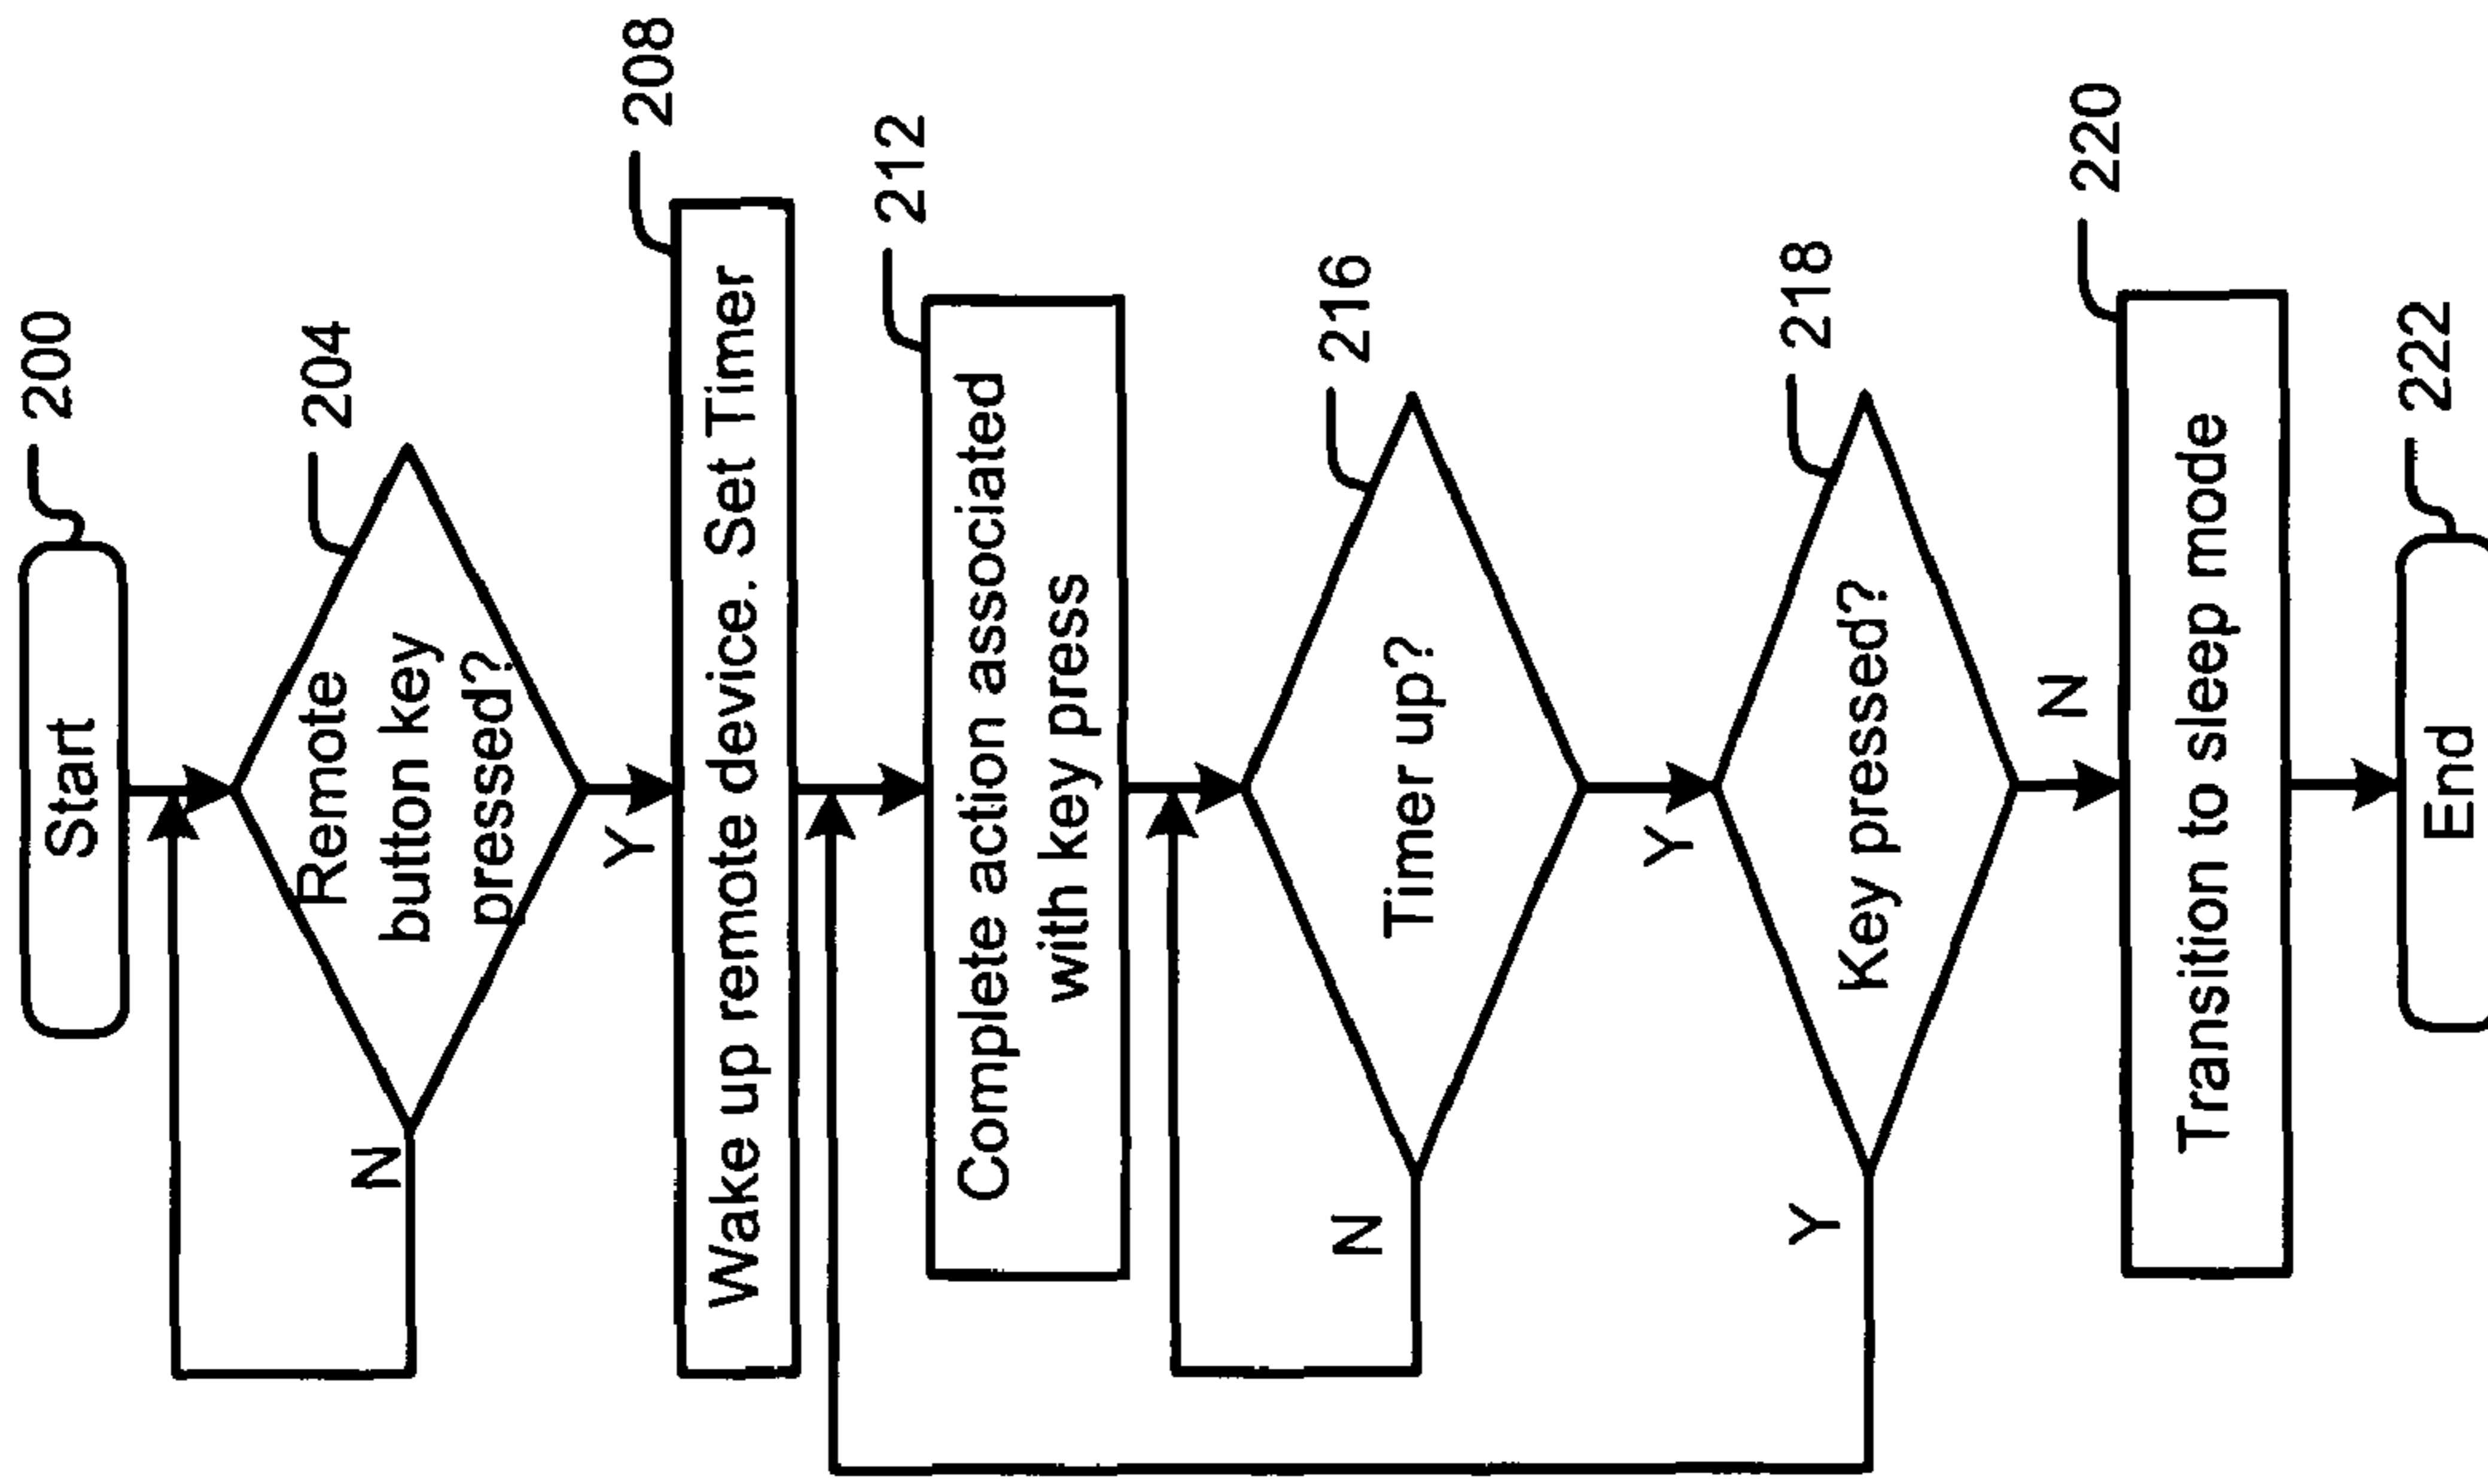 Start
200
Remote
button key
pressed?
204
N
Y
Wake up remote device. Set Timer
208
Complete action associated
with key press
212
Timer up?
216
N
Y
Key pressed?
218
Y
N
Transition to sleep mode
220
End
222